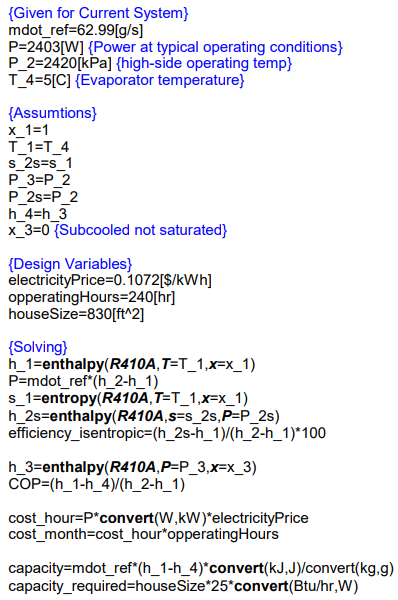 {Given for Current System}
mdot_ref=62.99[g/s]
P=2403[W] {Power at typical operating conditions}
P_2=2420[kPa] {high-side operating temp}
T_4=5[C] {Evaporator temperature}
{Assumtions}
x_1=1
T_1=T_4
s_2s=s_1
P_3=P_2
P_2s=P_2
h_4=h_3
x_3=0 {Subcooled not saturated}
{Design Variables}
electricityPrice=0.1072[$/kWh]
opperatingHours=240[hr]
houseSize=830[ft^2]
{Solving}
h_1=enthalpy(R410A,T=T_1,x=x_1)
P=mdot_ref*(h_2-h_1)
s_1=entropy(R410A,T=T_1,x=x_1)
h_2s=enthalpy(R410A,s=s_2s,P=P_2s)
efficiency_isentropic=(h_2s-h_1)/(h_2-h_1)*100
h_3=enthalpy(R410A,P=P_3,x=x_3)
COP=(h_1-h_4)/(h_2-h_1)
cost_hour=P*convert(W,kW)*electricityPrice
cost_month=cost_hour*opperatingHours
capacity=mdot_ref*(h_1-h_4)*convert(kJ,J)/convert(kg,g)
capacity_required=houseSize*25*convert(Btu/hr,W)